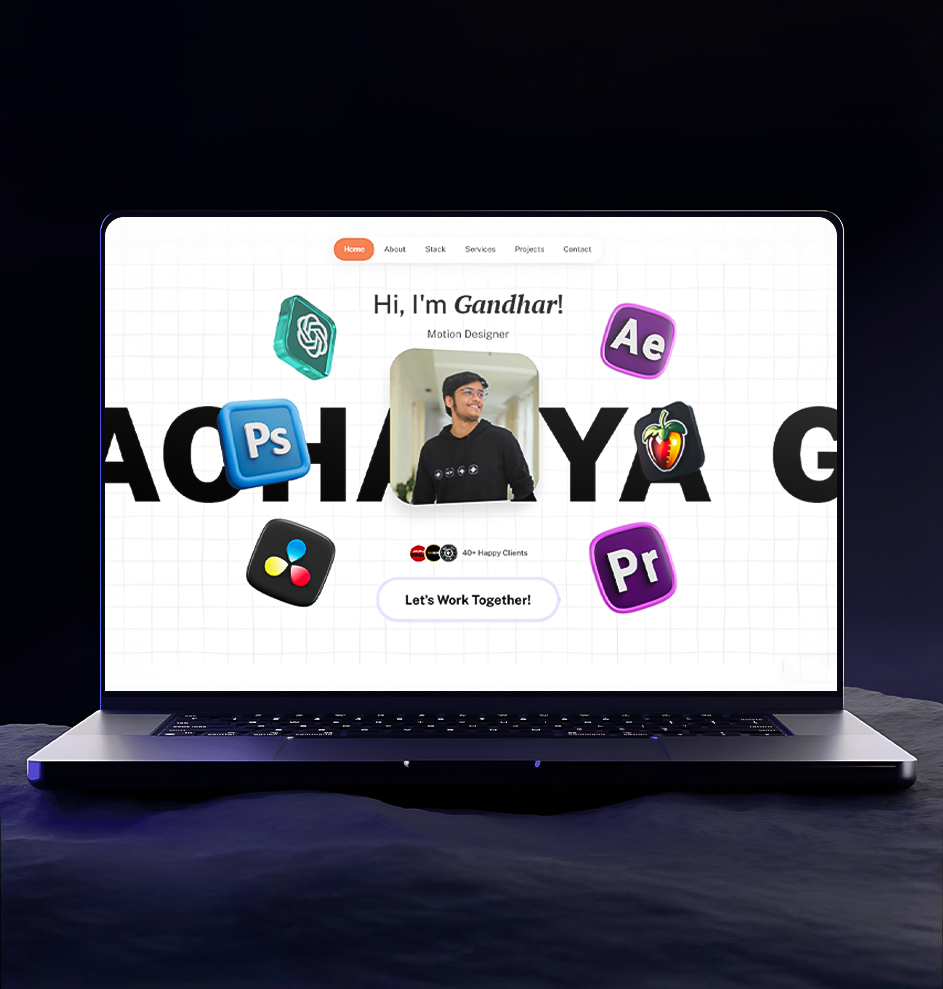 Home About Stack Services Projects Contact
Hi, I'm Gandhar!
Motion Designer
Ae
Ps
ACHA YA G
40+ Happy Clients
Pr
Let's Work Together!